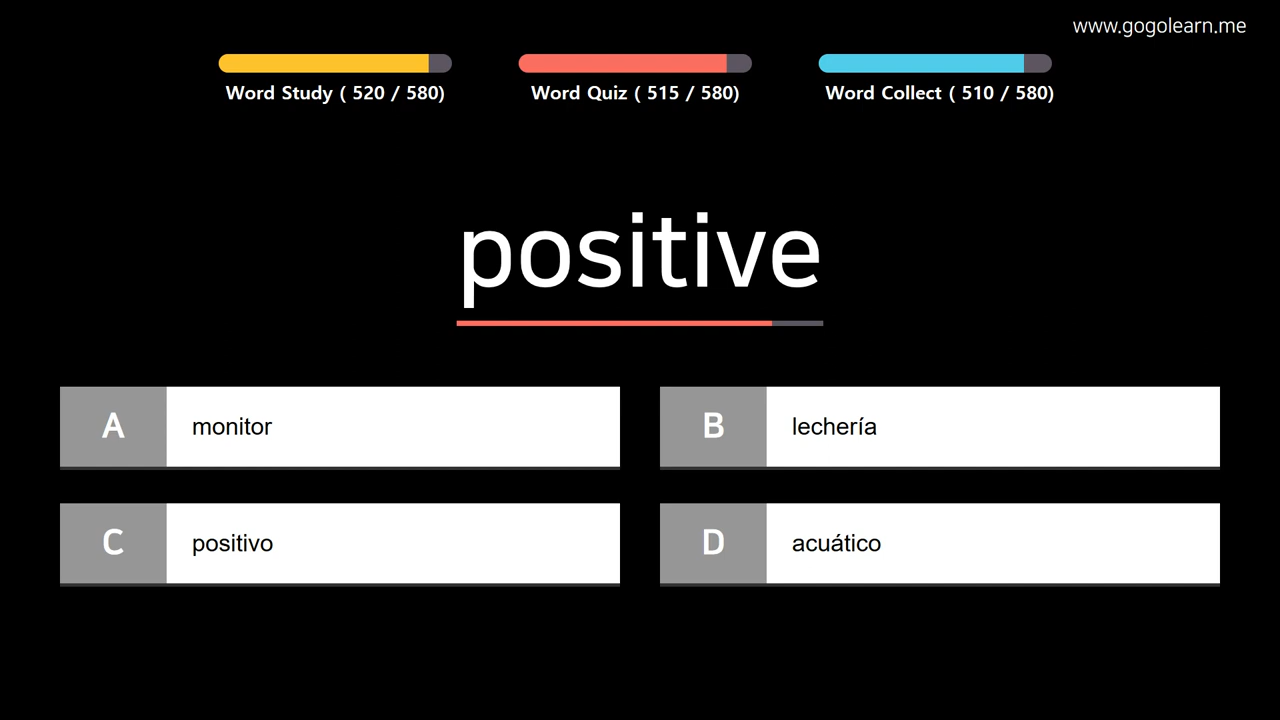 www.gogolearn.me
Word Study ( 520 / 580)
Word Quiz ( 515 / 580)
Word Collect ( 510 / 580)
positive
A
monitor
B
lechería
C
positivo
D
acuático